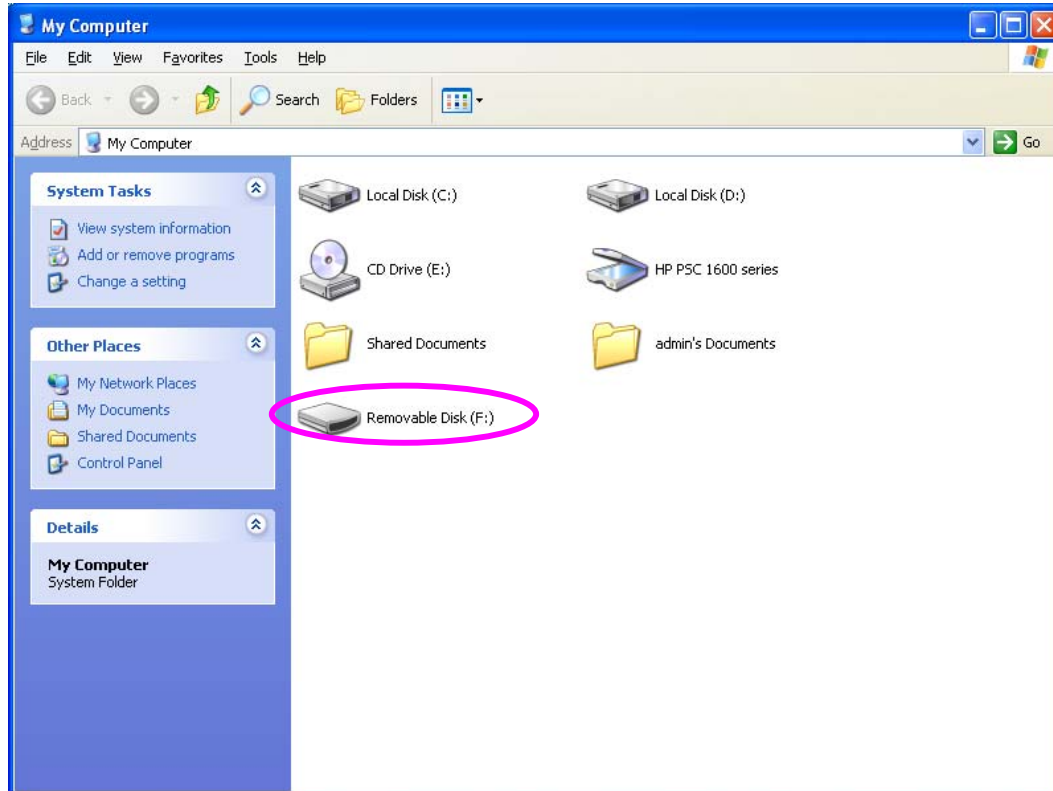 My Computer
File Edit View Favorites Tools Help
Back Search Folders
Address My Computer Go
System Tasks
View system information
Add or remove programs
Change a setting
Other Places
My Network Places
My Documents
Shared Documents
Control Panel
Details
My Computer
System Folder
Local Disk (C:) Local Disk (D:)
CD Drive (E:) HP PSC 1600 series
Shared Documents admin's Documents
Removable Disk (F:)